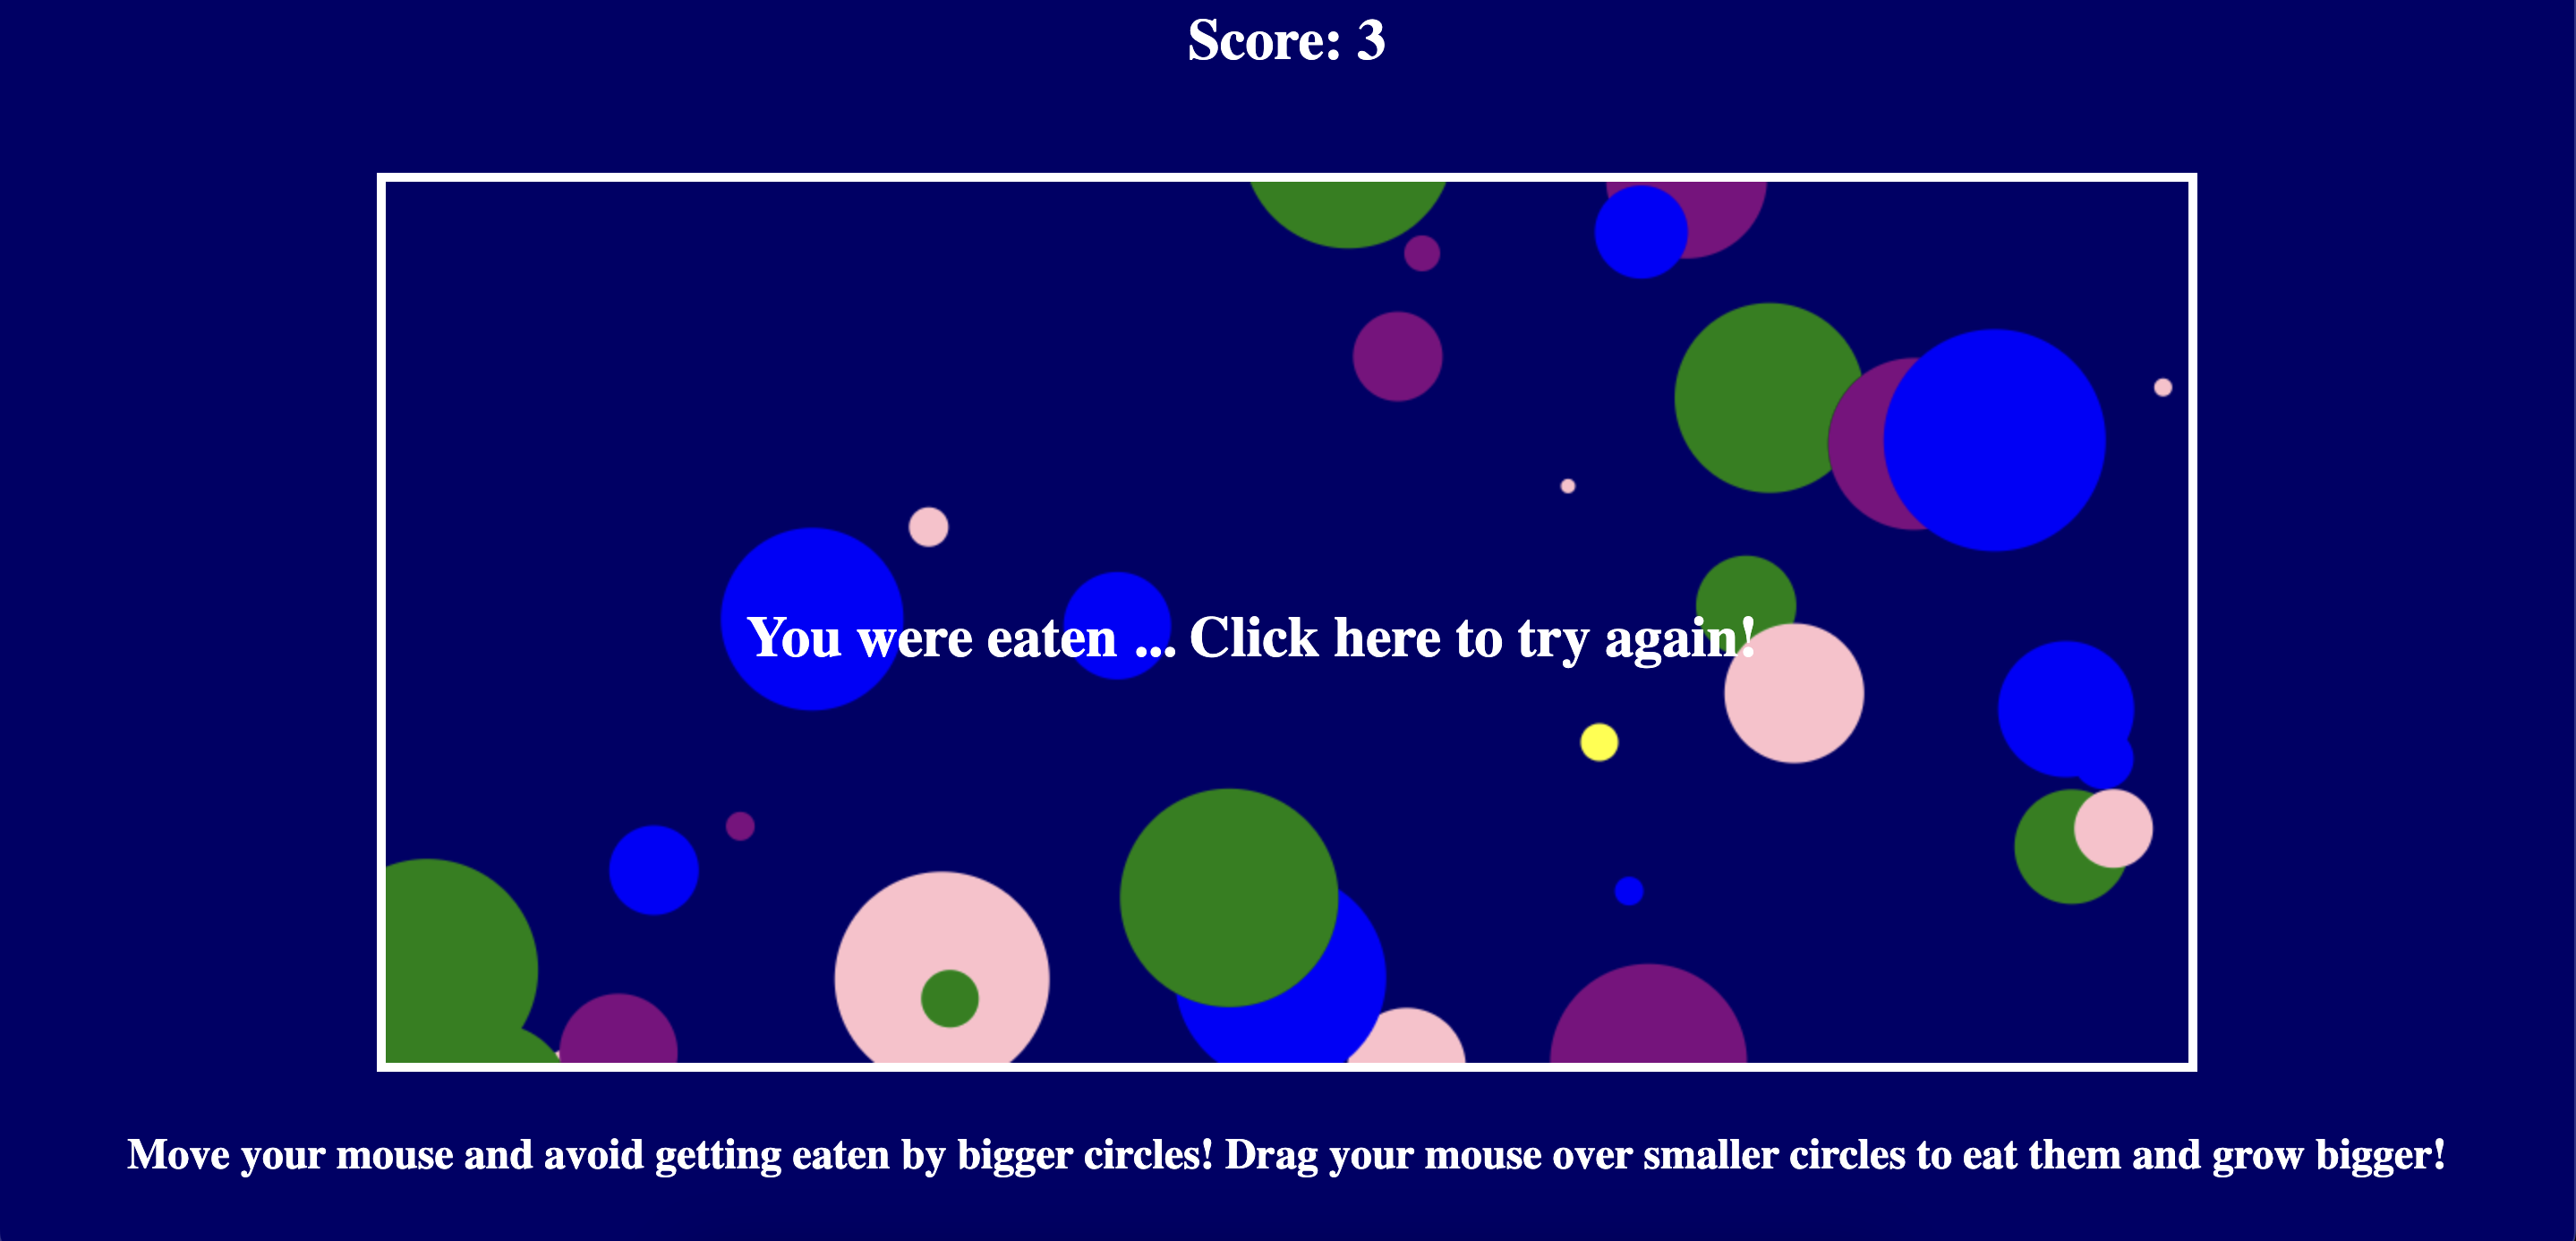 Score: 3
You were eaten ... Click here to try again!
Move your mouse and avoid getting eaten by bigger circles! Drag your mouse over smaller circles to eat them and grow bigger!